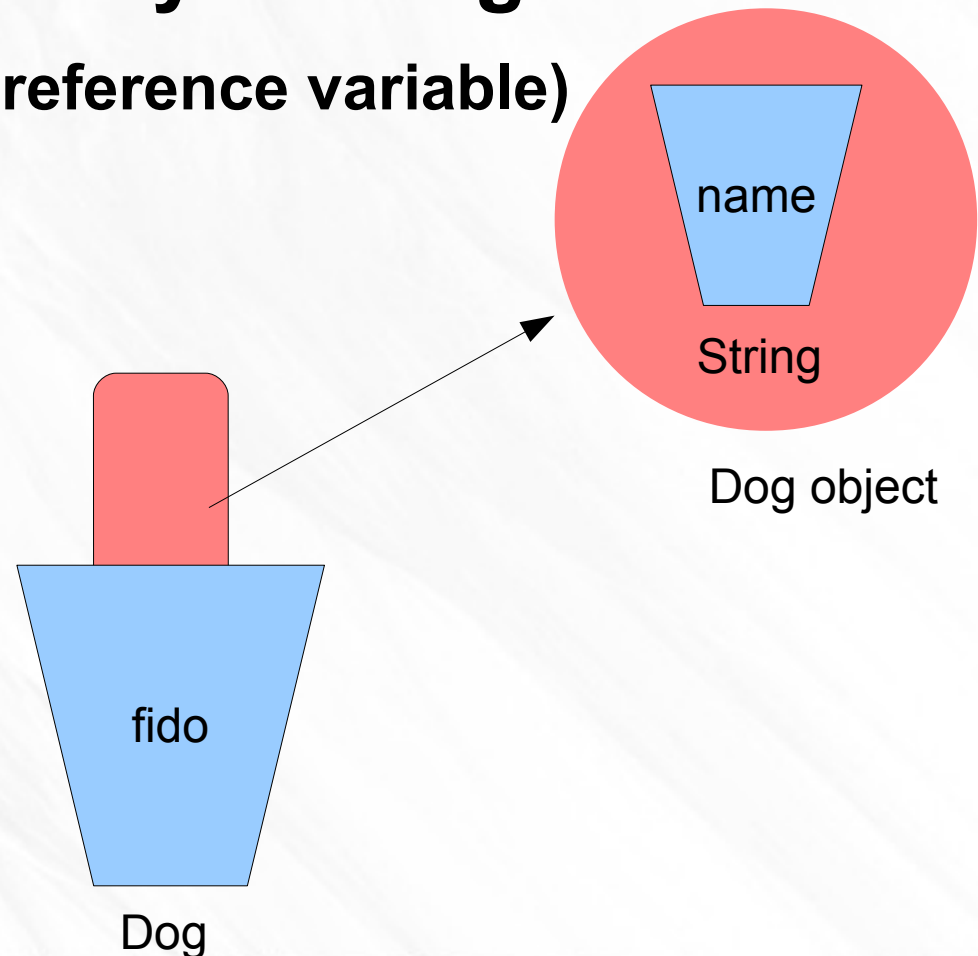 reference variable)
name
String
Dog object
fido
Dog